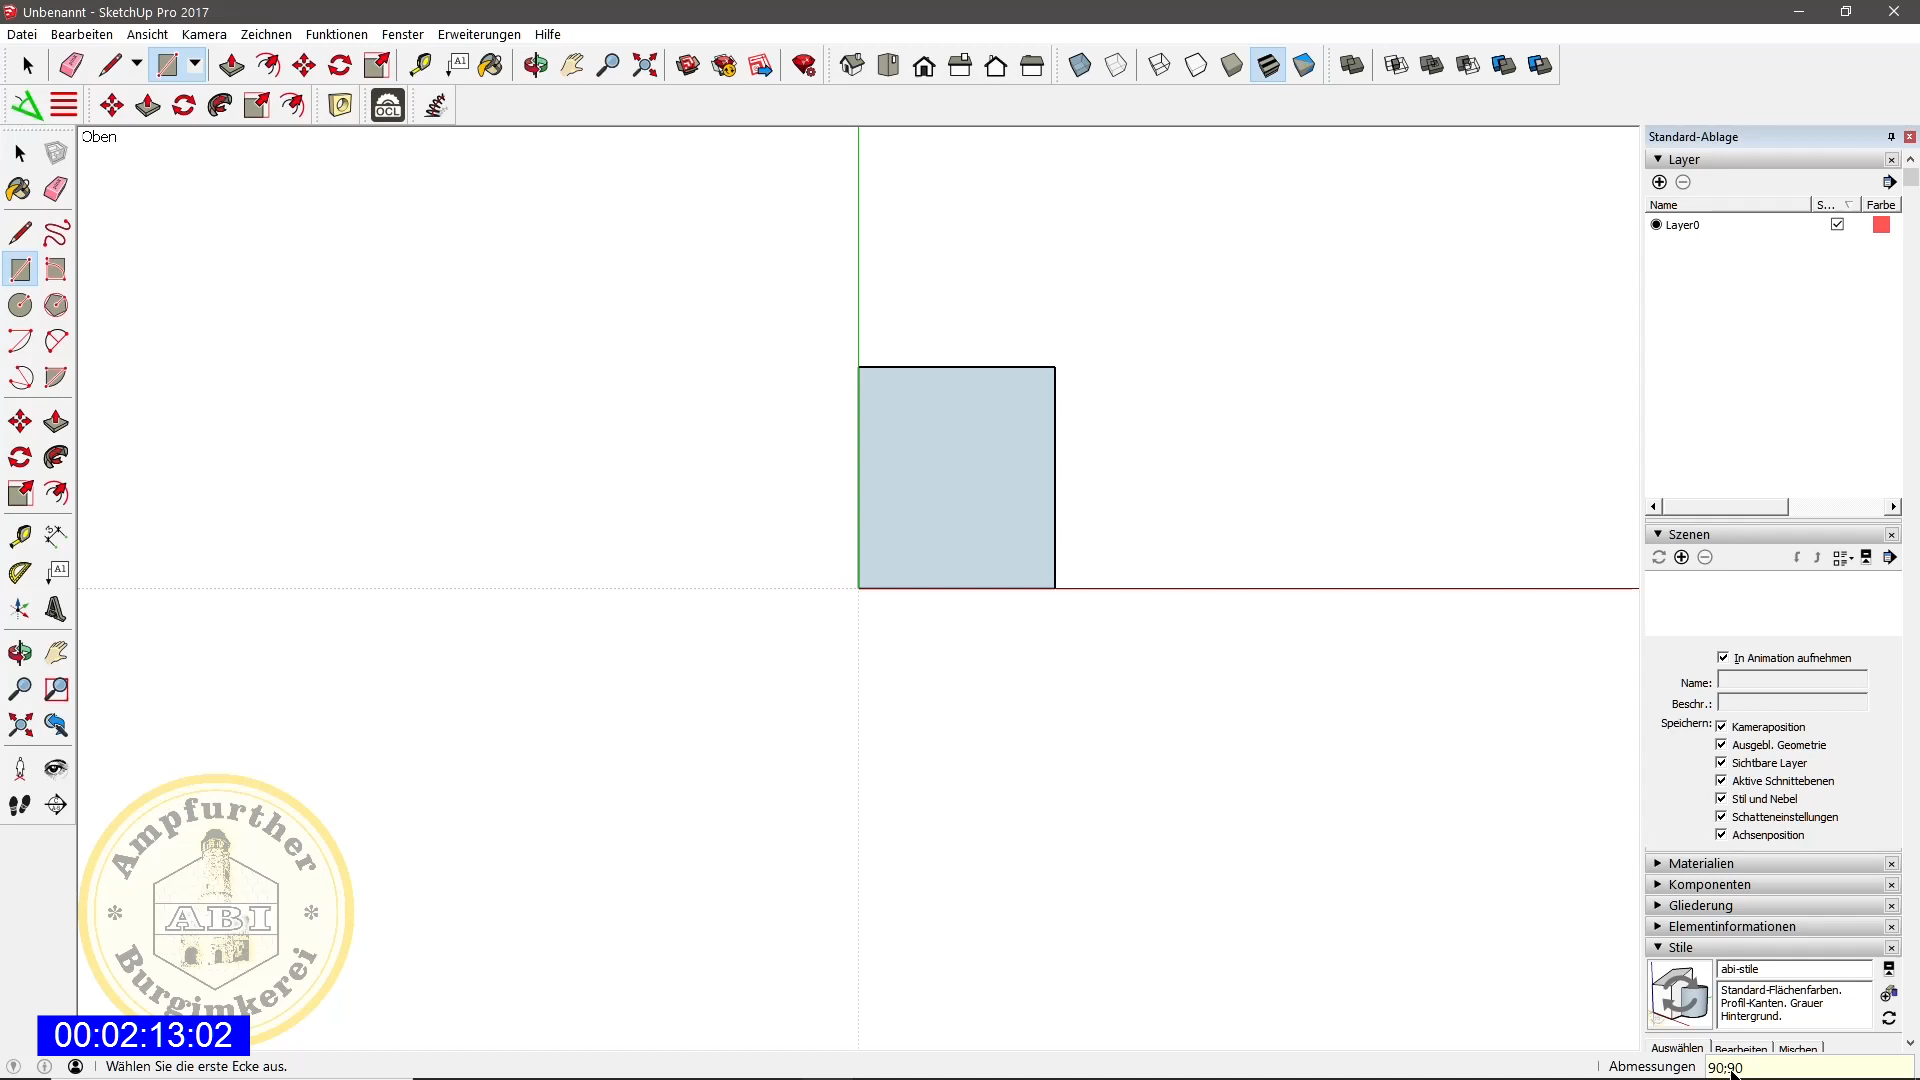 Unbenannt - SketchUp Pro 2017
Datei Bearbeiten Ansicht Kamera Zeichnen Funktionen Fenster Erweiterungen Hilfe
A1
OCL
Oben
Standard-Ablage
Layer
Name S... Farbe
Layer0
A1
Szenen
In Animation aufnehmen
Name:
Beschr.:
Speichern: Kameraposition
Ausgebl. Geometrie
Sichtbare Layer
Aktive Schnittebenen
Stil und Nebel
Schatteneinstellungen
Achsenposition
Materialien
Komponenten
Gliederung
Elementinformationen
Stile
abi-stile
Standard-Flächenfarben.
Profil-Kanten. Grauer
Hintergrund.
Auswählen Bearbeiten Mischen
Ampfurther
* ABI *
Burgimkerei
00:02:13:02
Wählen Sie die erste Ecke aus.
Abmessungen 90;90